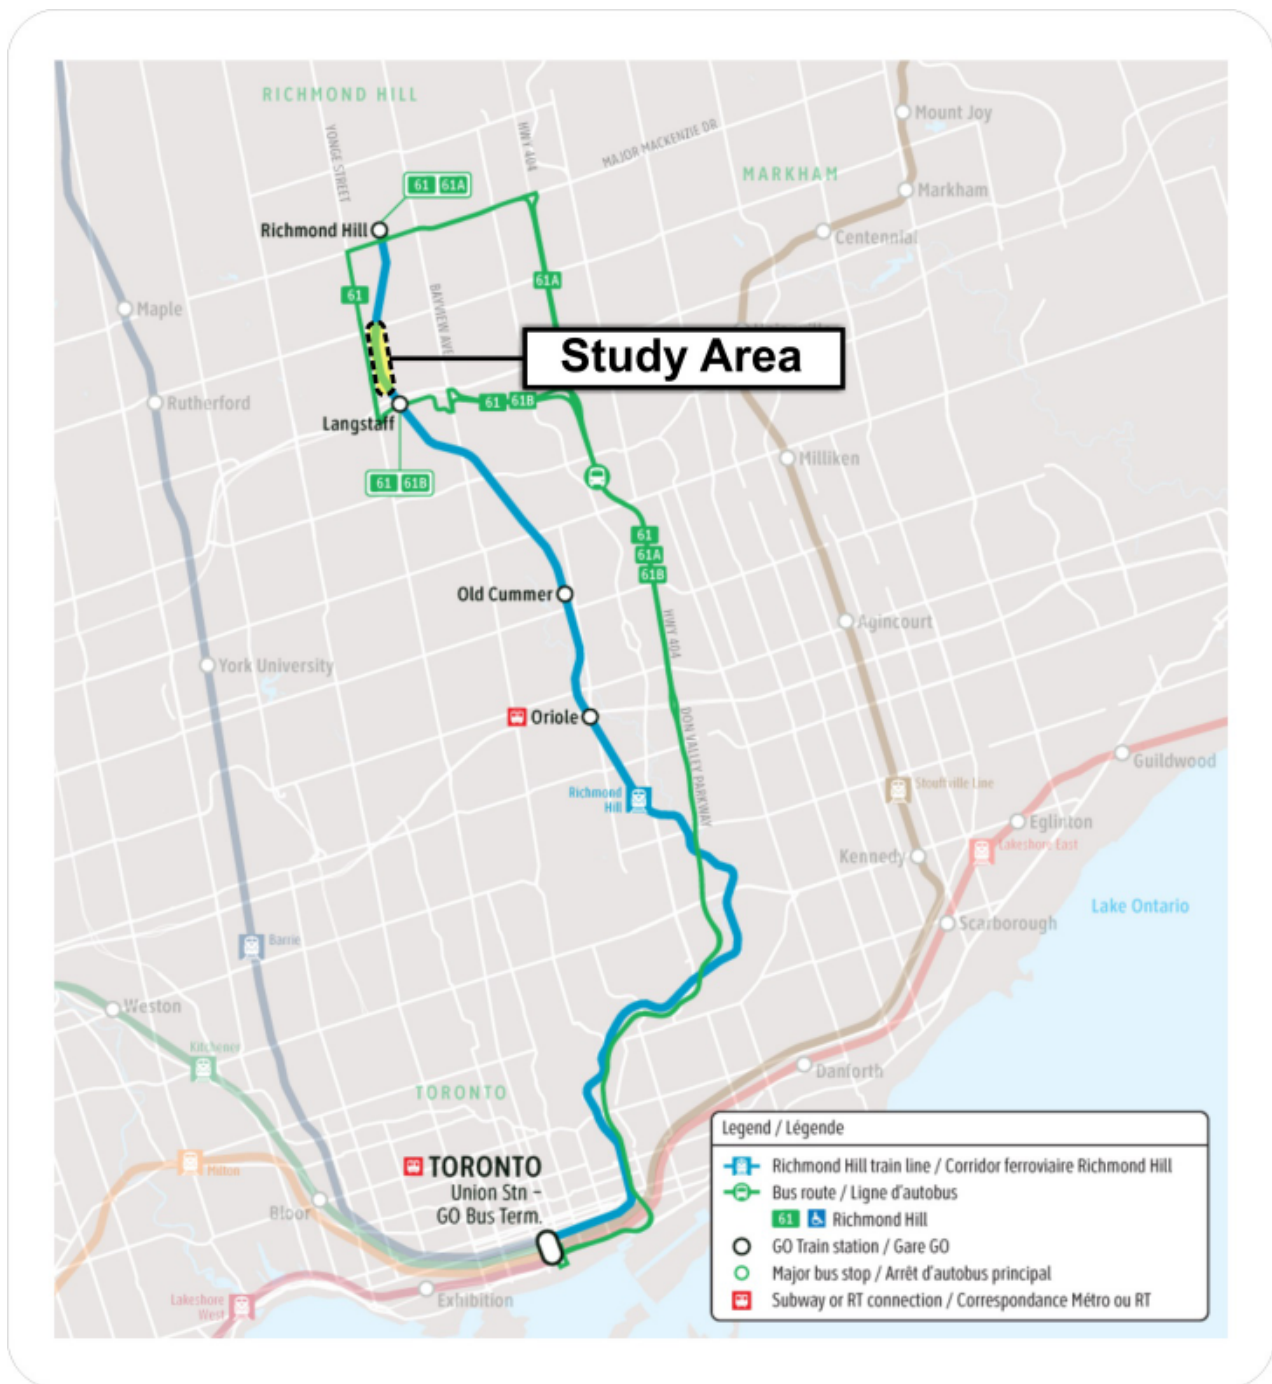 RICHMOND HILL
YONGE STREET
HWY 404
MAJOR MACKENZIE DR
MARKHAM
Mount Joy
Markham
Centennial
61 61A
Richmond Hill
61
61A
BAYVIEW AVE
Maple
Study Area
Rutherford
61 61B
Langstaff
61 61B
Milliken
61
61A
61B
Old Cummer
HWY 404
Agincourt
York University
Oriole
DON VALLEY PARKWAY
Guildwood
Richmond
Hill
Stouffville Line
Eglinton
Lakeshore East
Kennedy
Lake Ontario
Scarborough
Barrie
Weston
Kitchener
Danforth
TORONTO
Milton
Bloor
TORONTO
Union Stn –
GO Bus Term.
Lakeshore
West
Exhibition
Legend / Légende
Richmond Hill train line / Corridor ferroviaire Richmond Hill
Bus route / Ligne d'autobus
61 Richmond Hill
GO Train station / Gare GO
Major bus stop / Arrêt d'autobus principal
Subway or RT connection / Correspondance Métro ou RT